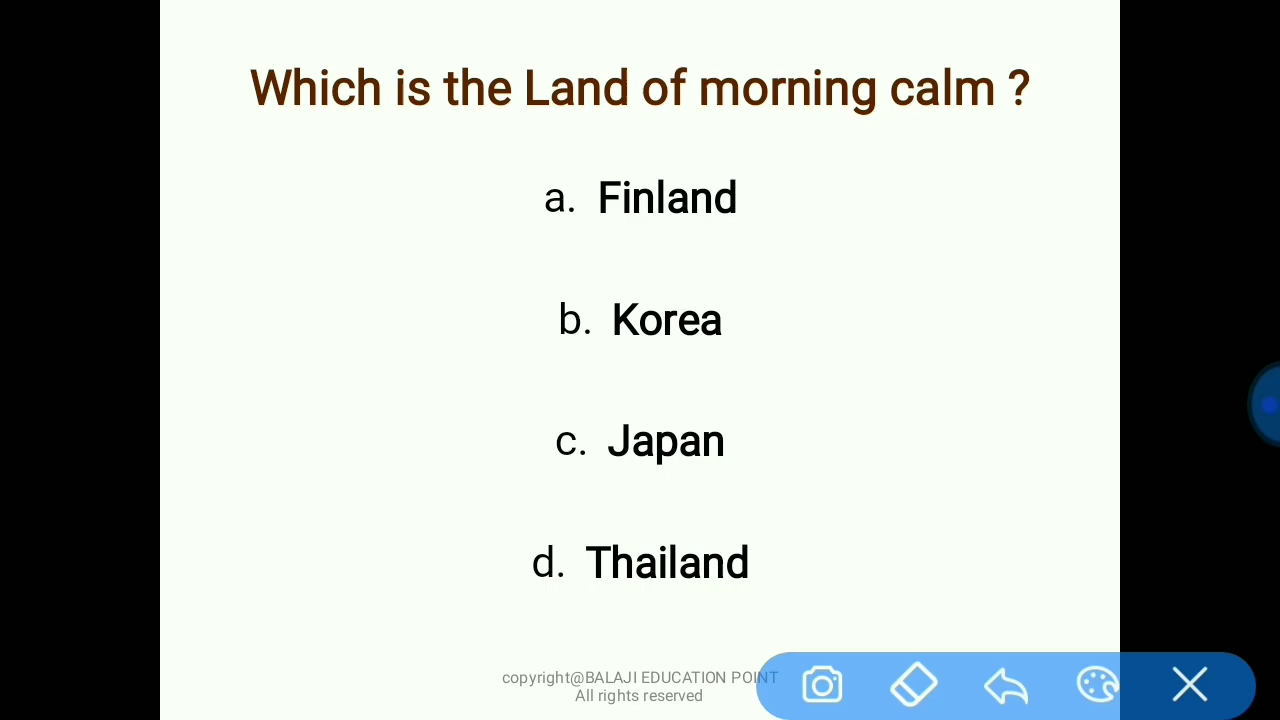 Which is the Land of morning calm ?
a. Finland
b. Korea
c. Japan
d. Thailand
copyright@BALAJI EDUCATION POINT
All rights reserved